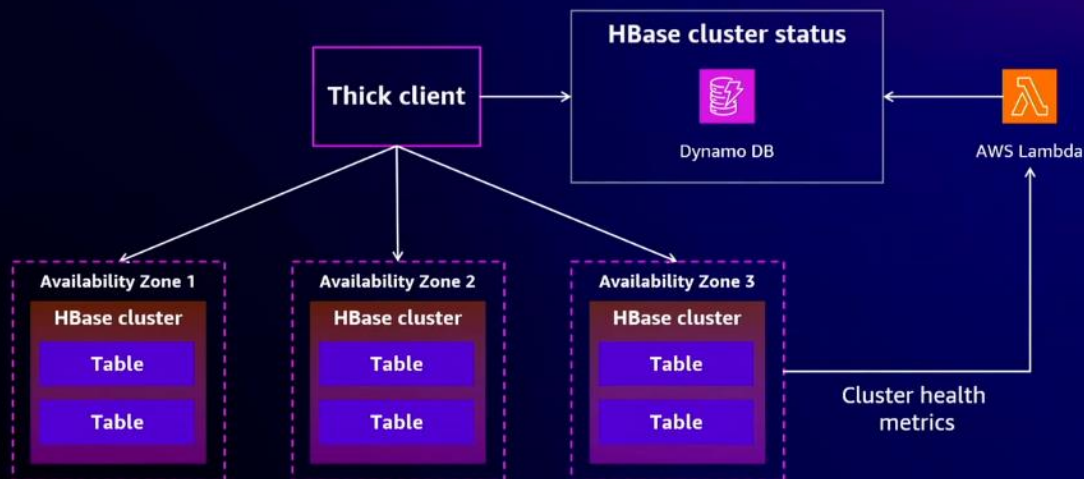 HBase cluster status
Thick client
Dynamo DB
AWS Lambda
Availability Zone 1
HBase cluster
Table
Table
Availability Zone 2
HBase cluster
Table
Table
Availability Zone 3
HBase cluster
Table
Table
Cluster health
metrics